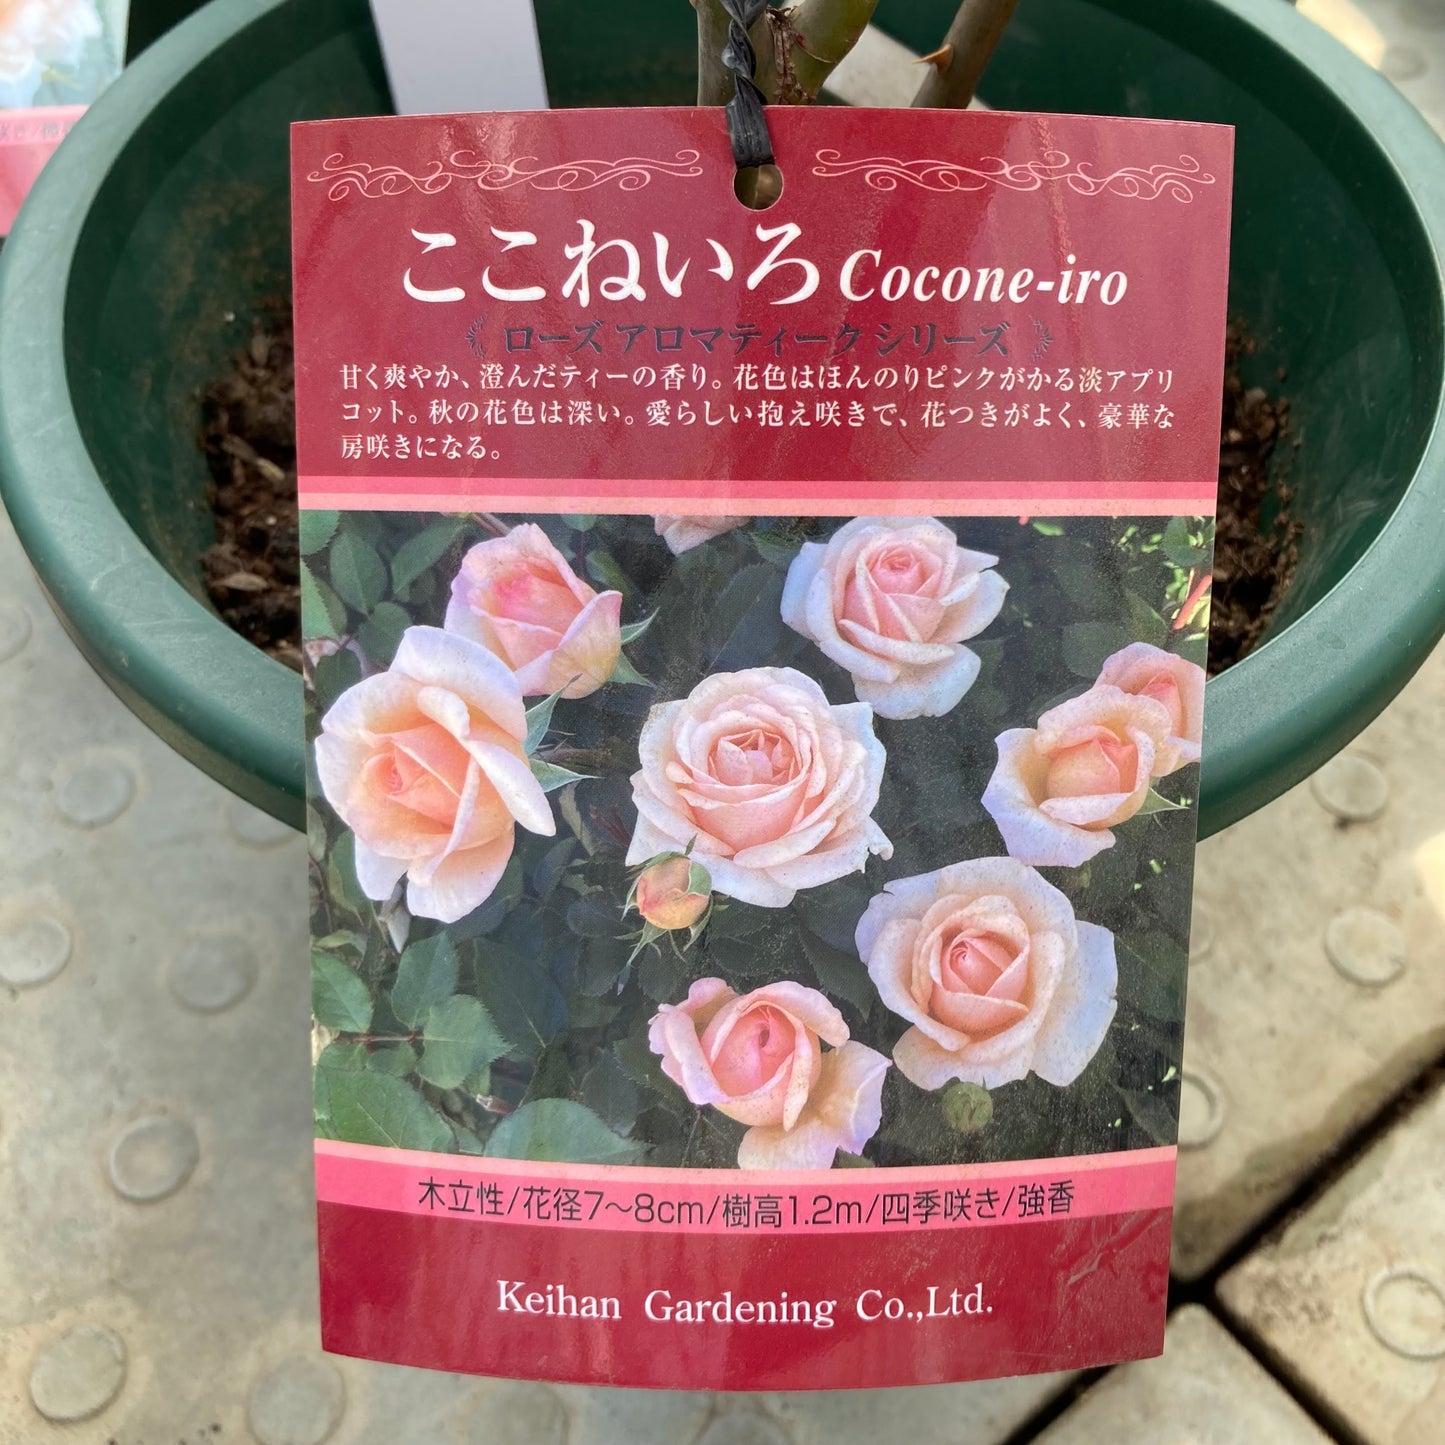 ここねいろ Cocone-iro
ローズ アロマティーク シリーズ
甘く爽やか、澄んだティーの香り。花色はほんのりピンクがかる淡アプリ
コット。秋の花色は深い。愛らしい抱え咲きで、花つきがよく、豪華な
房咲きになる。
木立性/花径7〜8cm/樹高1.2m/四季咲き/強香
Keihan Gardening Co.,Ltd.